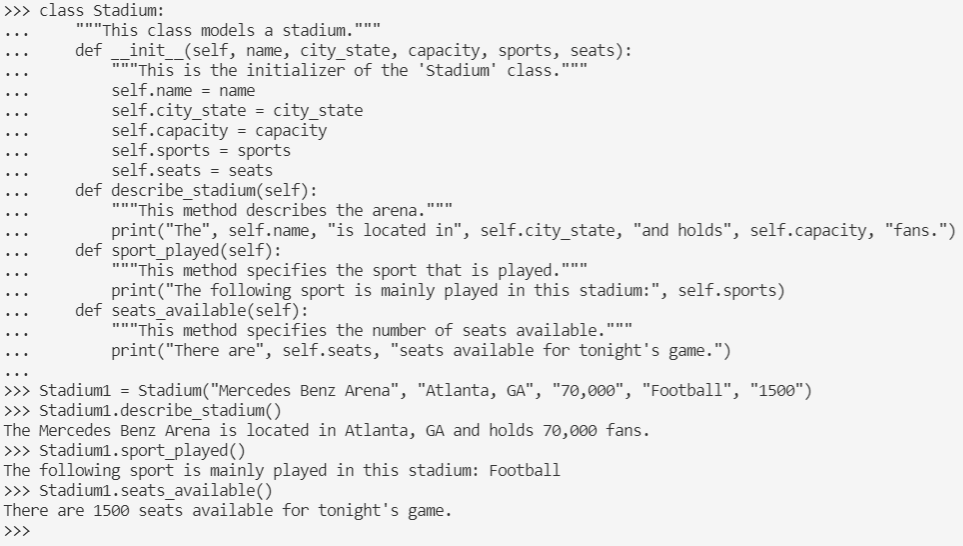 >>> class Stadium:
...     """This class models a stadium."""
...     def __init__(self, name, city_state, capacity, sports, seats):
...         """This is the initializer of the 'Stadium' class."""
...         self.name = name
...         self.city_state = city_state
...         self.capacity = capacity
...         self.sports = sports
...         self.seats = seats
...     def describe_stadium(self):
...         """This method describes the arena."""
...         print("The", self.name, "is located in", self.city_state, "and holds", self.capacity, "fans.")
...     def sport_played(self):
...         """This method specifies the sport that is played."""
...         print("The following sport is mainly played in this stadium:", self.sports)
...     def seats_available(self):
...         """This method specifies the number of seats available."""
...         print("There are", self.seats, "seats available for tonight's game.")
...
>>> Stadium1 = Stadium("Mercedes Benz Arena", "Atlanta, GA", "70,000", "Football", "1500")
>>> Stadium1.describe_stadium()
The Mercedes Benz Arena is located in Atlanta, GA and holds 70,000 fans.
>>> Stadium1.sport_played()
The following sport is mainly played in this stadium: Football
>>> Stadium1.seats_available()
There are 1500 seats available for tonight's game.
>>>